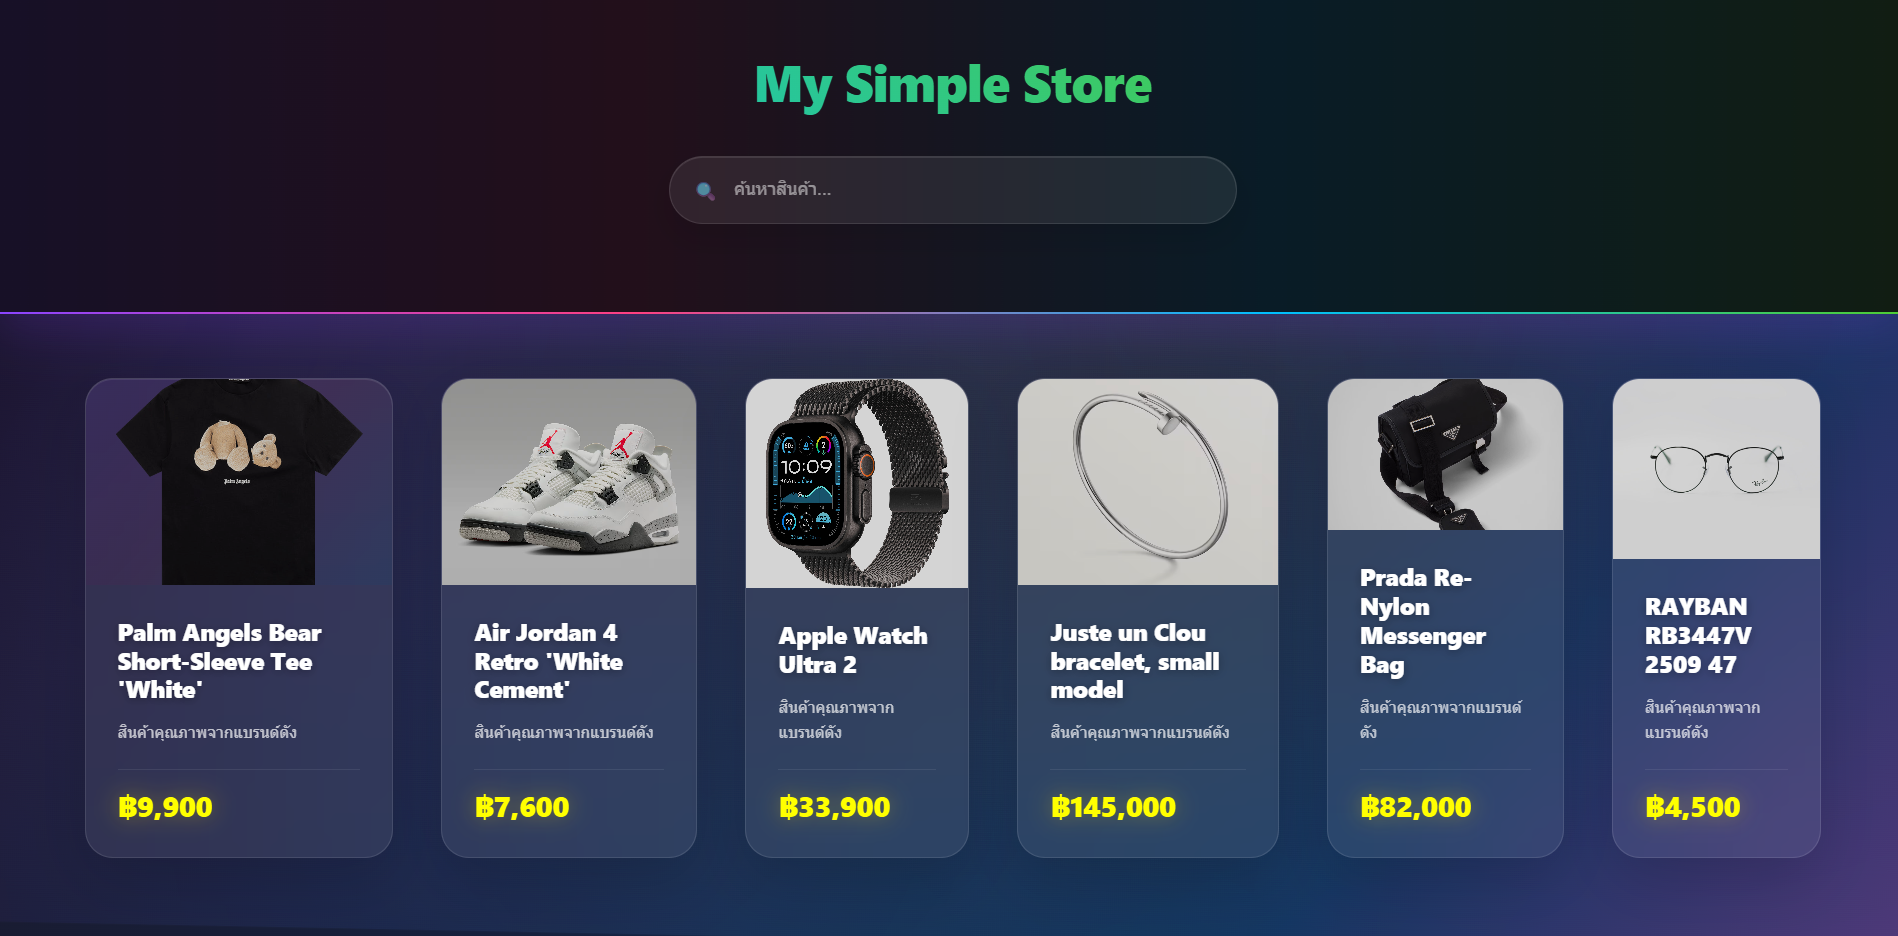 My Simple Store
ค้นหาสินค้า...
Palm Angels
10:09
Palm Angels Bear
Short-Sleeve Tee
'White'
สินค้าคุณภาพจากแบรนด์ดัง
฿9,900
Air Jordan 4
Retro 'White
Cement'
สินค้าคุณภาพจากแบรนด์ดัง
฿7,600
Apple Watch
Ultra 2
สินค้าคุณภาพจาก
แบรนด์ดัง
฿33,900
Juste un Clou
bracelet, small
model
สินค้าคุณภาพจากแบรนด์ดัง
฿145,000
Prada Re-
Nylon
Messenger
Bag
สินค้าคุณภาพจากแบรนด์
ดัง
฿82,000
RAYBAN
RB3447V
2509 47
สินค้าคุณภาพจาก
แบรนด์ดัง
฿4,500